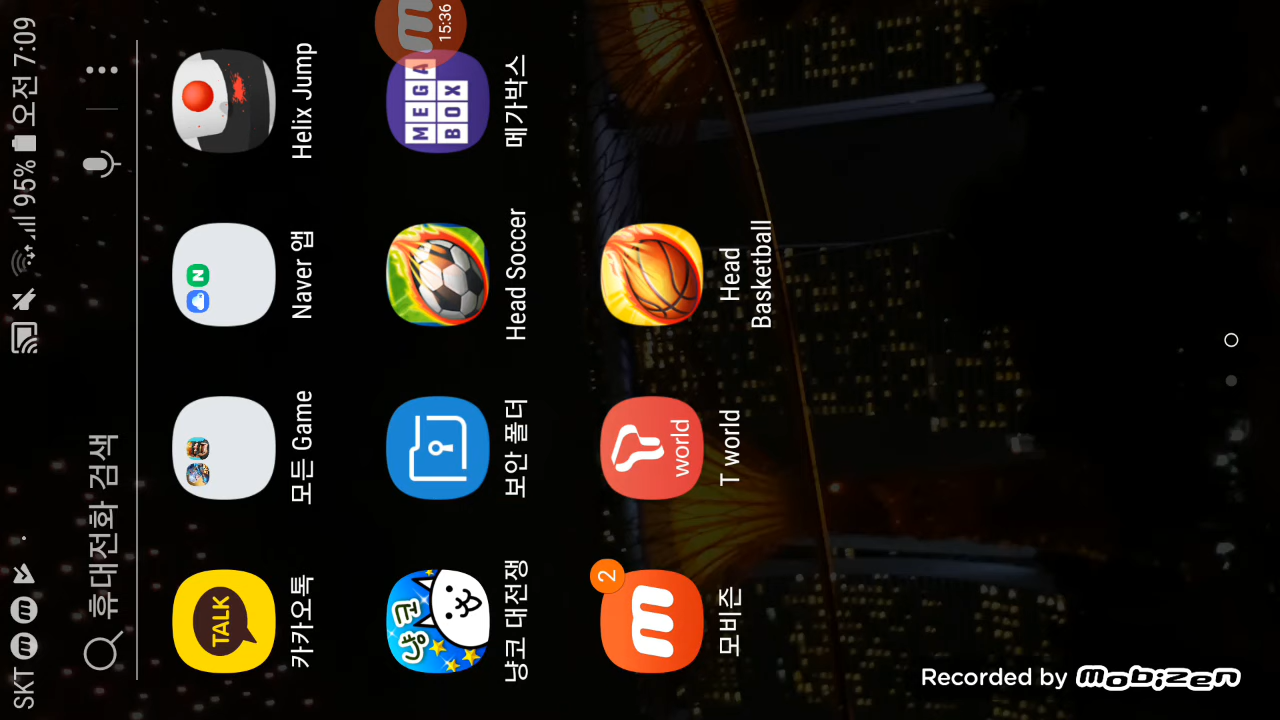 SKT
95% 오전 7:09
휴대전화 검색
TALK
카카오톡
모든 Game
N
Naver 앱
Helix Jump
냥코
냥코 대전쟁
보안 폴더
Head Soccer
MEGA
BOX
메가박스
m 15:36
2
m
모비즌
world
T world
Head
Basketball
Recorded by mobizen